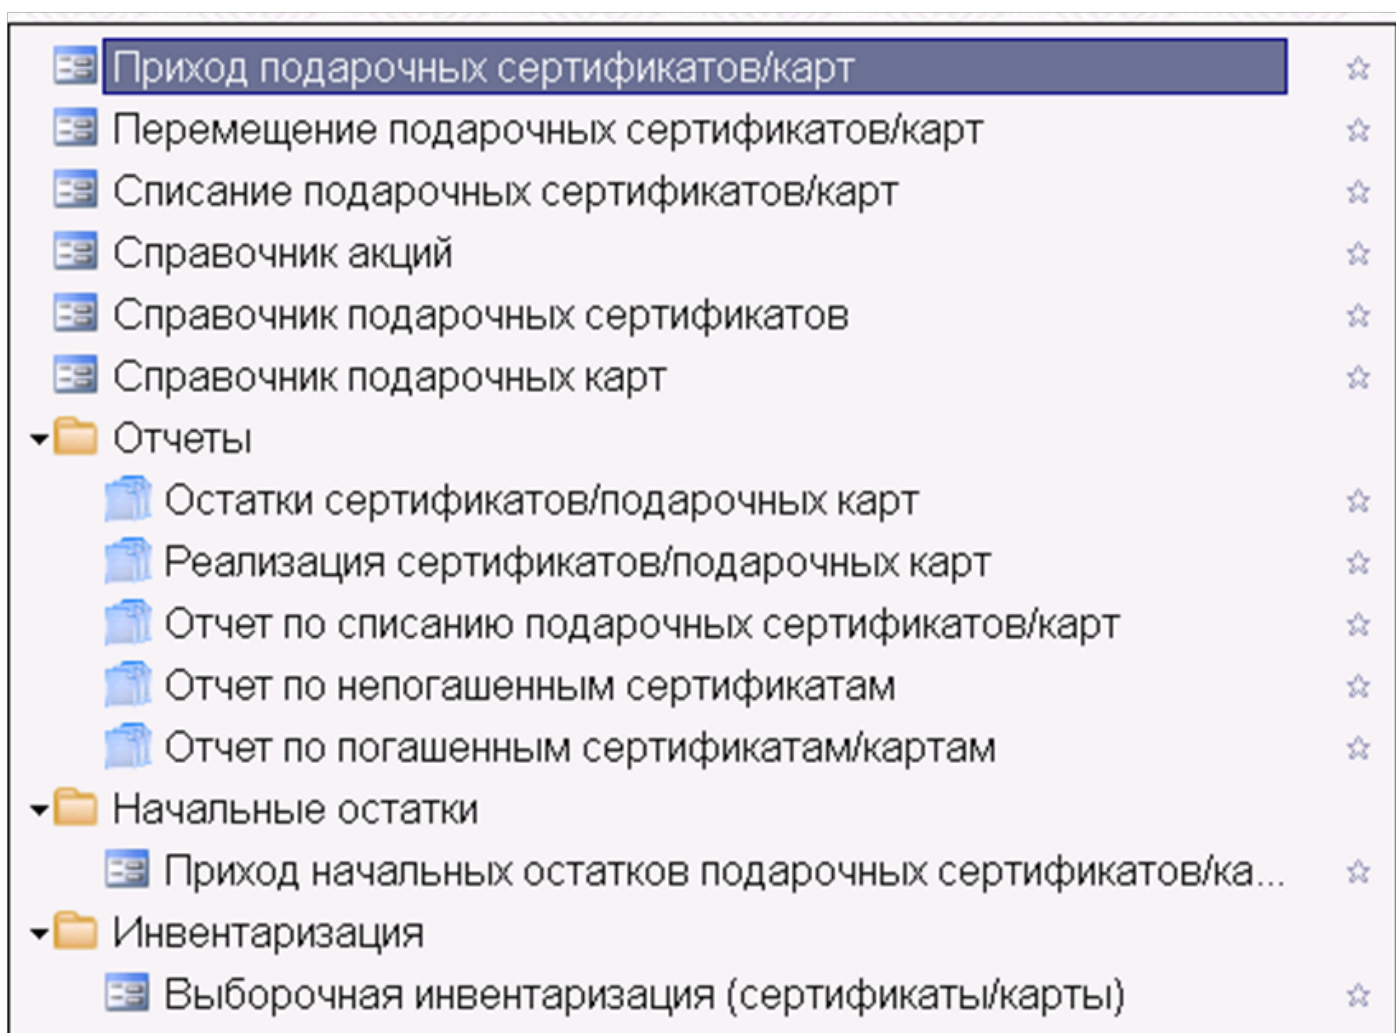 Приход подарочных сертификатов/карт
Перемещение подарочных сертификатов/карт
Списание подарочных сертификатов/карт
Справочник акций
Справочник подарочных сертификатов
Справочник подарочных карт
Отчеты
Остатки сертификатов/подарочных карт
Реализация сертификатов/подарочных карт
Отчет по списанию подарочных сертификатов/карт
Отчет по непогашенным сертификатам
Отчет по погашенным сертификатам/картам
Начальные остатки
Приход начальных остатков подарочных сертификатов/ка...
Инвентаризация
Выборочная инвентаризация (сертификаты/карты)